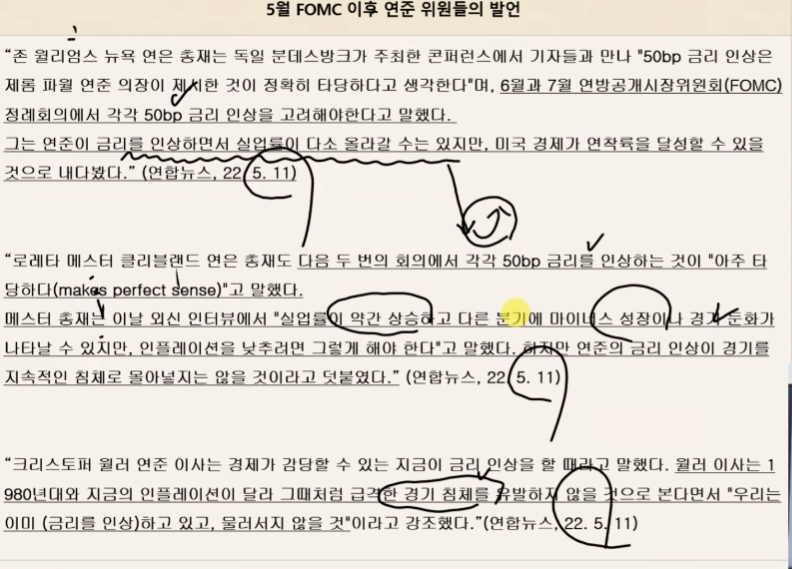 5월 FOMC 이후 연준 위원들의 발언
“존 윌리엄스 뉴욕 연은 총재는 독일 분데스방크가 주최한 콘퍼런스에서 기자들과 만나 "50bp 금리 인상은
제롬 파월 연준 의장이 제시한 것이 정확히 타당하다고 생각한다"며, 6월과 7월 연방공개시장위원회(FOMC)
정례회의에서 각각 50bp 금리 인상을 고려해야한다고 말했다.
그는 연준이 금리를 인상하면서 실업률이 다소 올라갈 수는 있지만, 미국 경제가 연착륙을 달성할 수 있을
것으로 내다봤다.” (연합뉴스, 22. 5. 11)
“로레타 메스터 클리블랜드 연은 총재도 다음 두 번의 회의에서 각각 50bp 금리를 인상하는 것이 "아주 타
당하다(makes perfect sense)"고 말했다.
메스터 총재는 이날 외신 인터뷰에서 "실업률이 약간 상승하고 다른 분기에 마이너스 성장이나 경기 둔화가
나타날 수 있지만, 인플레이션을 낮추려면 그렇게 해야 한다"고 말했다. 하지만 연준의 금리 인상이 경기를
지속적인 침체로 몰아넣지는 않을 것이라고 덧붙였다.” (연합뉴스, 22. 5. 11)
“크리스토퍼 월러 연준 이사는 경제가 감당할 수 있는 지금이 금리 인상을 할 때라고 말했다. 월러 이사는 1
980년대와 지금의 인플레이션이 달라 그때처럼 급격한 경기 침체를 유발하지 않을 것으로 본다면서 "우리는
이미 (금리를 인상)하고 있고, 물러서지 않을 것"이라고 강조했다.”(연합뉴스, 22. 5. 11)